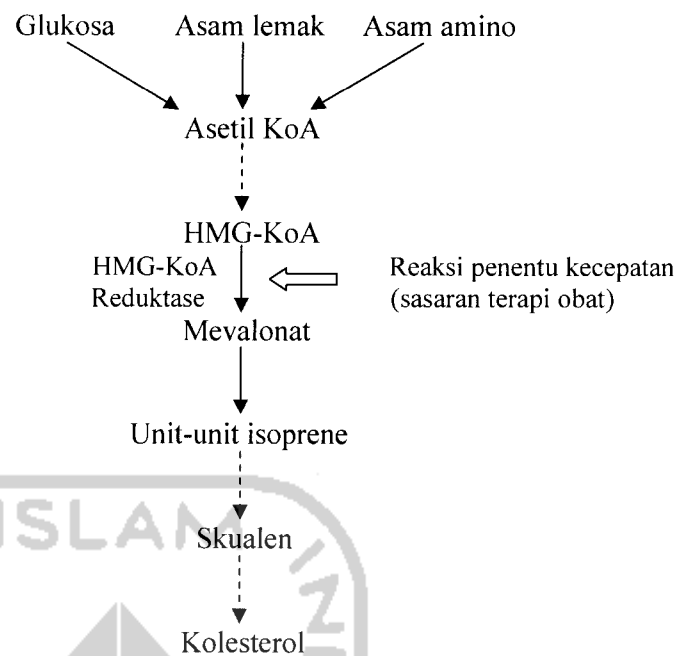 Glukosa Asam lemak Asam amino
Asetil KoA
HMG-KoA
HMG-KoA
Reduktase
Reaksi penentu kecepatan
(sasaran terapi obat)
Mevalonat
Unit-unit isoprene
ISLAM
Skualen
Kolesterol